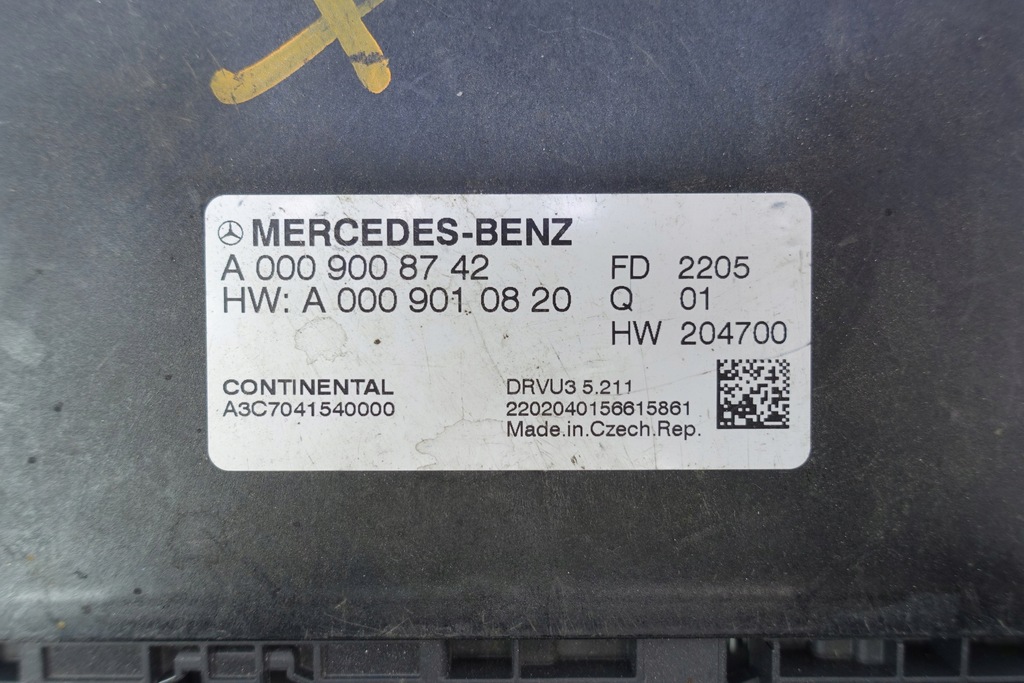 MERCEDES-BENZ
A 000 900 87 42
HW: A 000 901 08 20
FD 2205
Q 01
HW 204700
CONTINENTAL
A3C7041540000
DRVU3 5.211
2202040156615861
Made.in.Czech.Rep.